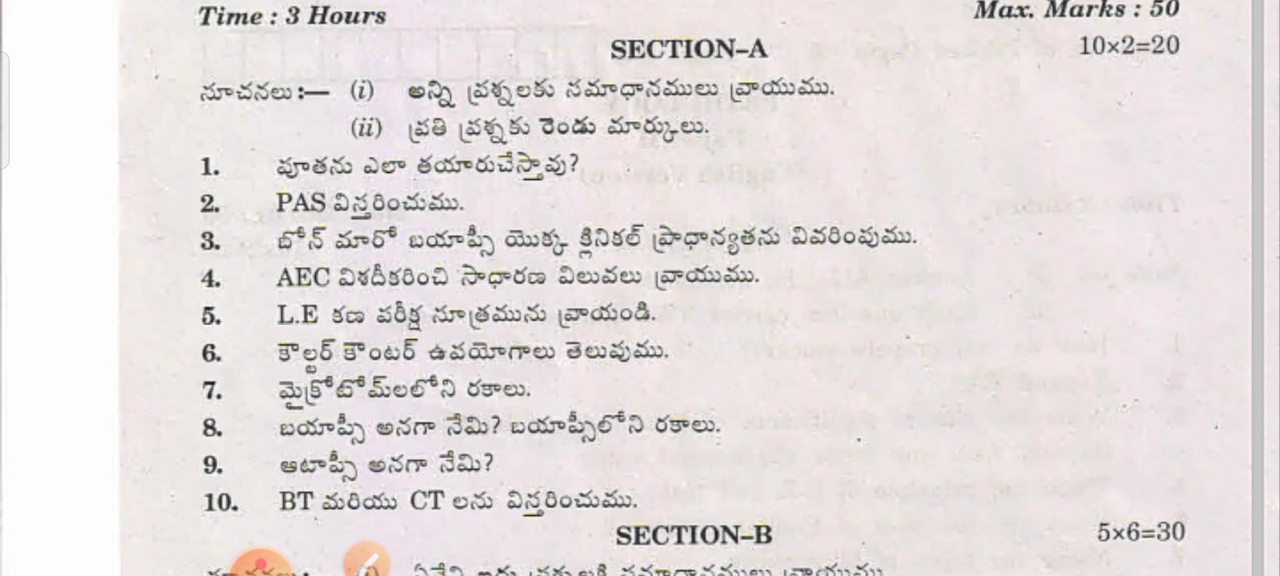 Time : 3 Hours Max. Marks : 50
SECTION–A 10×2=20
సూచనలు :— (i) అన్ని ప్రశ్నలకు సమాధానములు వ్రాయుము.
(ii) ప్రతి ప్రశ్నకు రెండు మార్కులు.
1. పూతను ఎలా తయారుచేస్తావు?
2. PAS విస్తరించుము.
3. బోన్ మారో బయాప్సీ యొక్క క్లినికల్ ప్రాధాన్యతను వివరింపుము.
4. AEC విశదీకరించి సాధారణ విలువలు వ్రాయుము.
5. L.E కణ పరీక్ష సూత్రమును వ్రాయండి.
6. కౌల్టర్ కౌంటర్ ఉపయోగాలు తెలుపుము.
7. మైక్రోటోమ్‌లలోని రకాలు.
8. బయాప్సీ అనగా నేమి? బయాప్సీలోని రకాలు.
9. ఆటాప్సీ అనగా నేమి?
10. BT మరియు CT లను విస్తరించుము.
SECTION–B 5×6=30